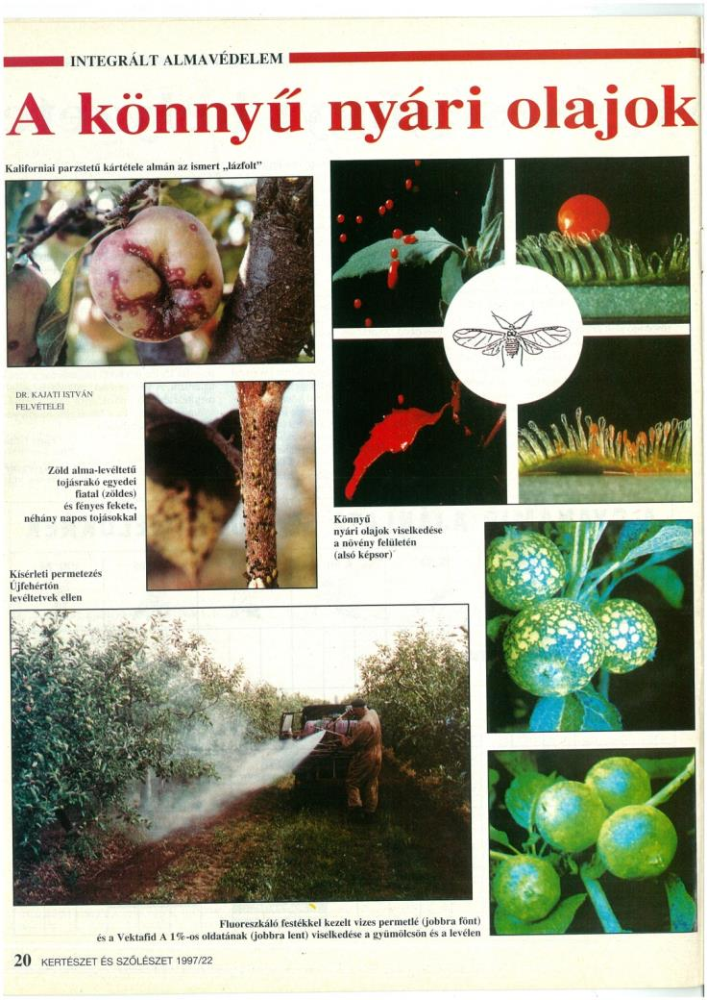 INTEGRÁLT ALMAVÉDELEM
A könnyű nyári olajok
Kaliforniai parzstetű kártétele almán az ismert „lázfolt”
DR. KAJATI ISTVÁN
FELVÉTELEI
Zöld alma-levéltetű
tojásrakó egyedei
fiatal (zöldes)
és fényes fekete,
néhány napos tojásokkal
Könnyű
nyári olajok viselkedése
a növény felületén
(alsó képsor)
Kísérleti permetezés
Újfehértón
levéltetvek ellen
Fluoreszkáló festékkel kezelt vizes permetlé (jobbra fönt)
és a Vektafid A 1%-os oldatának (jobbra lent) viselkedése a gyümölcsön és a levélen
20 KERTÉSZET ÉS SZŐLÉSZET 1997/22